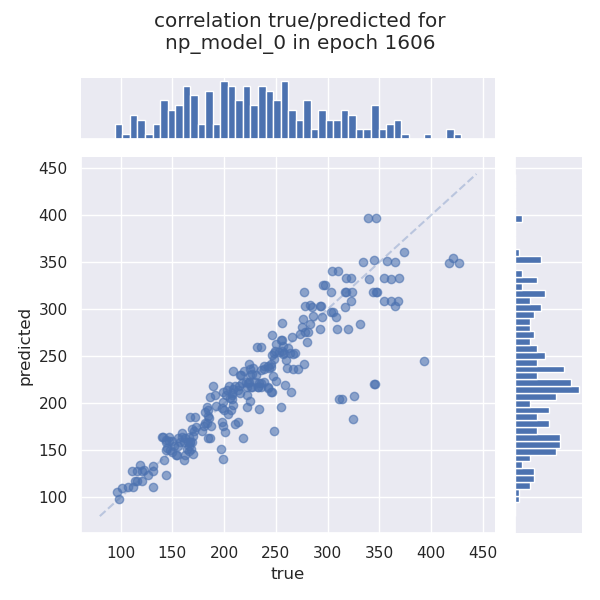 correlation true/predicted for
np_model_0 in epoch 1606
450
400
350
300
250
200
150
100
predicted
100 150 200 250 300 350 400 450
true